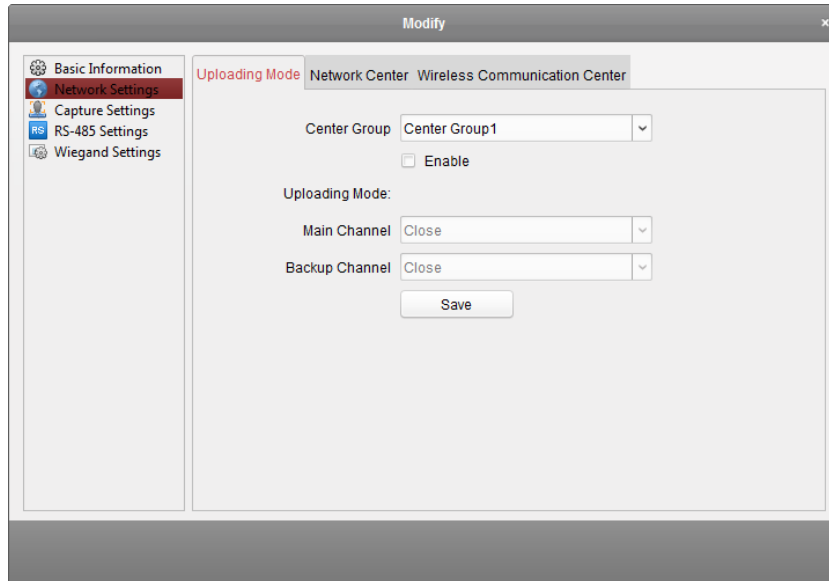 Modify
×
Basic Information
Network Settings
Capture Settings
RS RS-485 Settings
Wiegand Settings
Uploading Mode Network Center Wireless Communication Center
Center Group Center Group1
Enable
Uploading Mode:
Main Channel Close
Backup Channel Close
Save